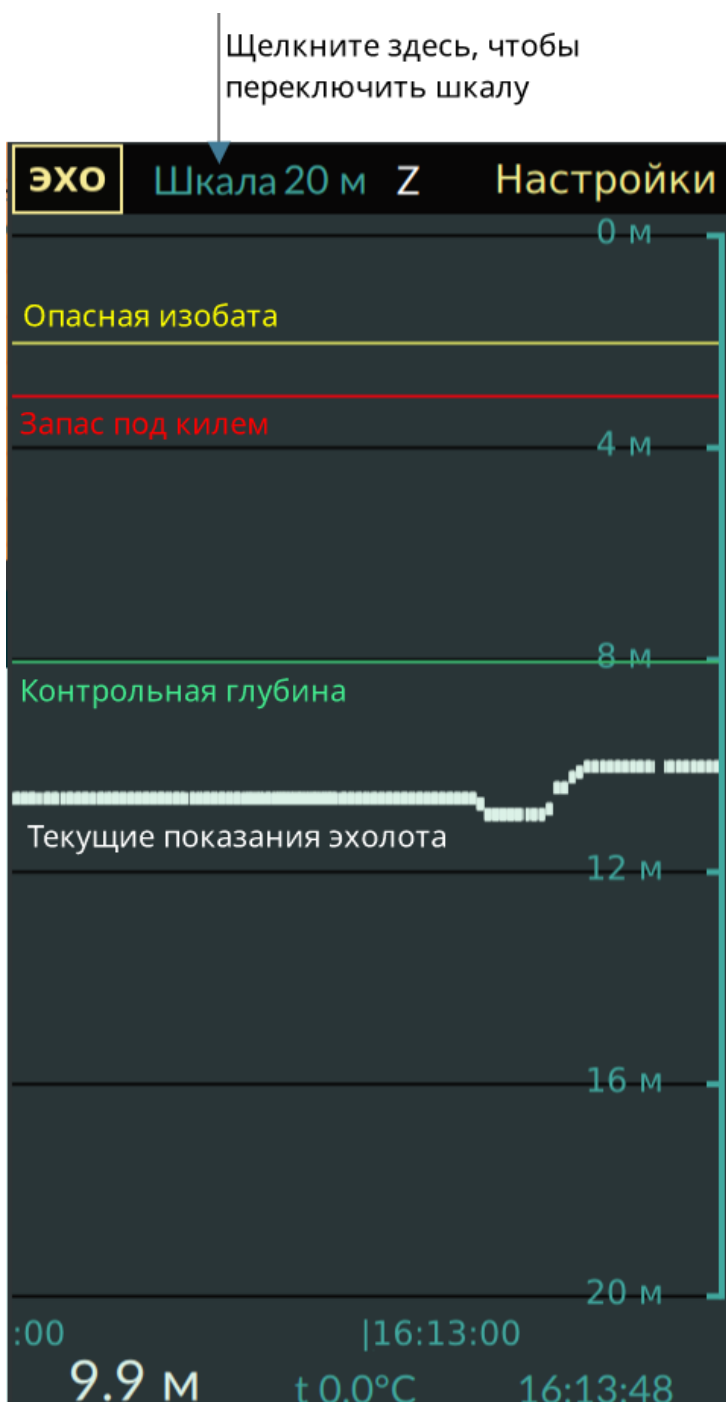 Щелкните здесь, чтобы
переключить шкалу
ЭХО Шкала 20 м Z Настройки
0 м
Опасная изобата
Запас под килем
4 м
8 м
Контрольная глубина
Текущие показания эхолота
12 м
16 м
20 м
:00 |16:13:00
9.9 м t 0.0°C 16:13:48